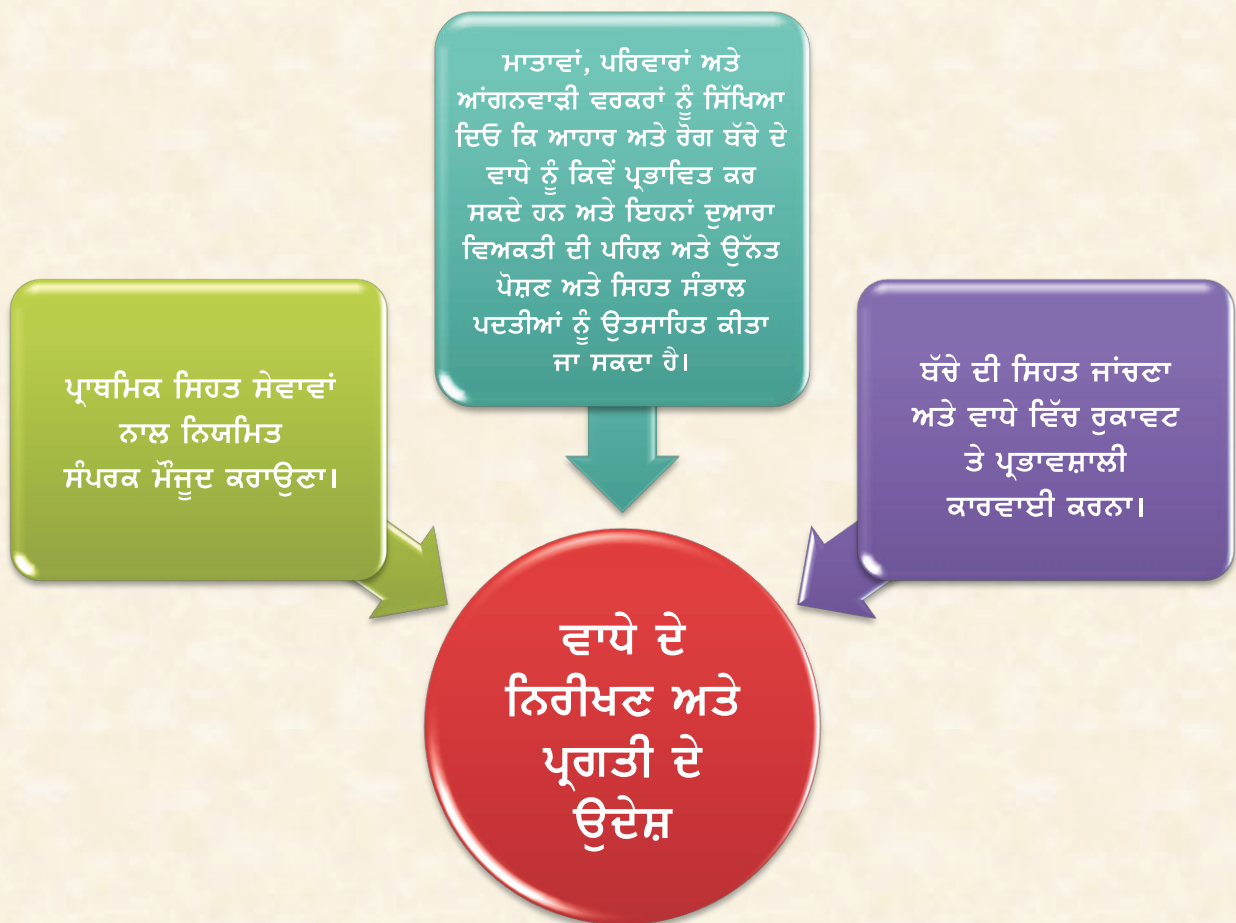 ਮਾਤਾਵਾਂ, ਪਰਿਵਾਰਾਂ ਅਤੇ
ਆਂਗਨਵਾੜੀ ਵਰਕਰਾਂ ਨੂੰ ਸਿੱਖਿਆ
ਦਿਓ ਕਿ ਆਹਾਰ ਅਤੇ ਰੋਗ ਬੱਚੇ ਦੇ
ਵਾਧੇ ਨੂੰ ਕਿਵੇਂ ਪ੍ਰਭਾਵਿਤ ਕਰ
ਸਕਦੇ ਹਨ ਅਤੇ ਇਹਨਾਂ ਦੁਆਰਾ
ਵਿਅਕਤੀ ਦੀ ਪਹਿਲ ਅਤੇ ਉੱਨਤ
ਪੋਸ਼ਣ ਅਤੇ ਸਿਹਤ ਸੰਭਾਲ
ਪਦਤੀਆਂ ਨੂੰ ਉਤਸਾਹਿਤ ਕੀਤਾ
ਜਾ ਸਕਦਾ ਹੈ।
ਪ੍ਰਾਥਮਿਕ ਸਿਹਤ ਸੇਵਾਵਾਂ
ਨਾਲ ਨਿਯਮਿਤ
ਸੰਪਰਕ ਮੌਜੂਦ ਕਰਾਉਣਾ।
ਬੱਚੇ ਦੀ ਸਿਹਤ ਜਾਂਚਣਾ
ਅਤੇ ਵਾਧੇ ਵਿੱਚ ਰੁਕਾਵਟ
ਤੇ ਪ੍ਰਭਾਵਸ਼ਾਲੀ
ਕਾਰਵਾਈ ਕਰਨਾ।
ਵਾਧੇ ਦੇ
ਨਿਰੀਖਣ ਅਤੇ
ਪ੍ਰਗਤੀ ਦੇ
ਉਦੇਸ਼